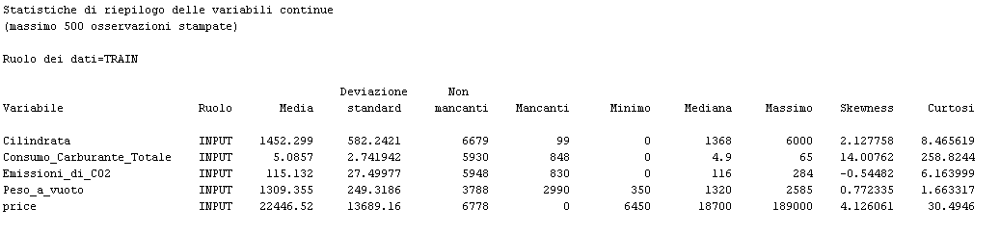 Statistiche di riepilogo delle variabili continue
(massimo 500 osservazioni stampate)
Ruolo dei dati=TRAIN
Deviazione Non
Variabile Ruolo Media standard mancanti Mancanti Minimo Mediana Massimo Skewness Curtosi
Cilindrata INPUT 1452.299 582.2421 6679 99 0 1368 6000 2.127758 8.465619
Consumo_Carburante_Totale INPUT 5.0857 2.741942 5930 848 0 4.9 65 14.00762 258.8244
Emissioni_di_CO2 INPUT 115.132 27.49977 5948 830 0 116 284 -0.54482 6.163999
Peso_a_vuoto INPUT 1309.355 249.3186 3788 2990 350 1320 2585 0.772335 1.663317
price INPUT 22446.52 13689.16 6778 0 6450 18700 189000 4.126061 30.4946